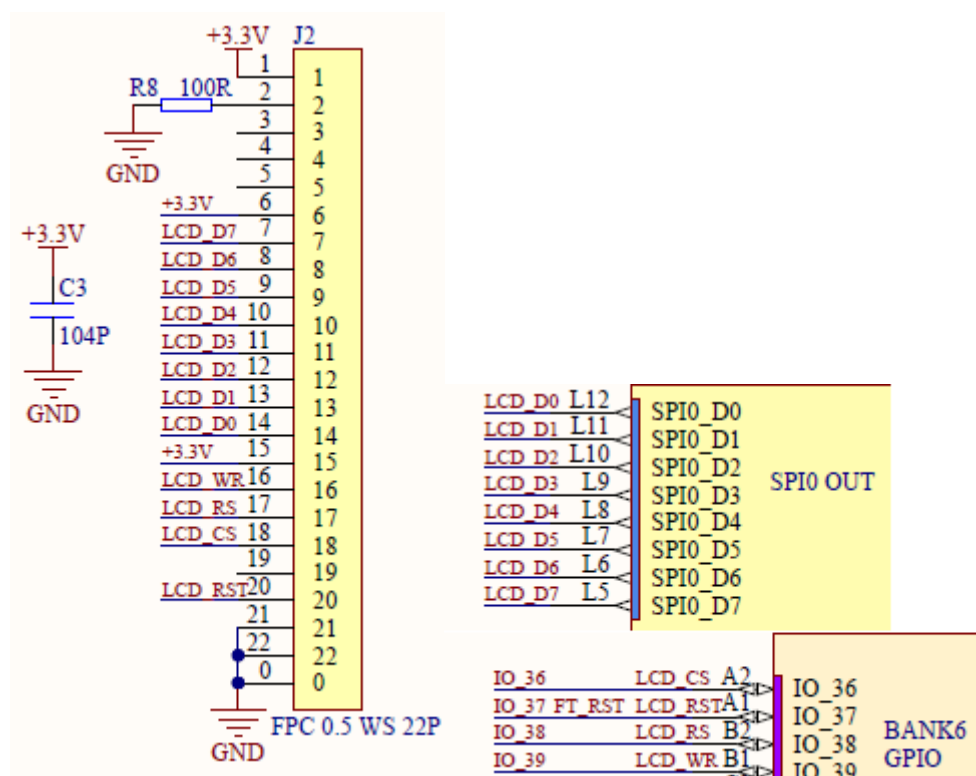 +3.3V J2
1 1
R8 100R 2 2
3 3
4 4
GND
5 5
+3.3V 6 6
LCD_D7 7 7
+3.3V
LCD_D6 8 8
LCD_D5 9 9
C3
LCD_D4 10 10
104P
LCD_D3 11 11
LCD_D2 12 12
LCD_D1 13 13
GND
LCD_D0 14 14
+3.3V 15 15
LCD_WR 16 16
LCD_RS 17 17
LCD_CS 18 18
19 19
LCD_RST 20 20
21 21
22 22
0 0
GND
FPC 0.5 WS 22P
LCD_D0 L12 SPI0_D0
LCD_D1 L11 SPI0_D1
LCD_D2 L10 SPI0_D2
LCD_D3 L9 SPI0_D3
SPI0 OUT
LCD_D4 L8 SPI0_D4
LCD_D5 L7 SPI0_D5
LCD_D6 L6 SPI0_D6
LCD_D7 L5 SPI0_D7
IO_36 LCD_CS A2 IO_36
IO_37 FT_RST LCD_RST A1 IO_37
IO_38 LCD_RS B2 IO_38
IO_39 LCD_WR B1 IO_39
BANK6
GPIO